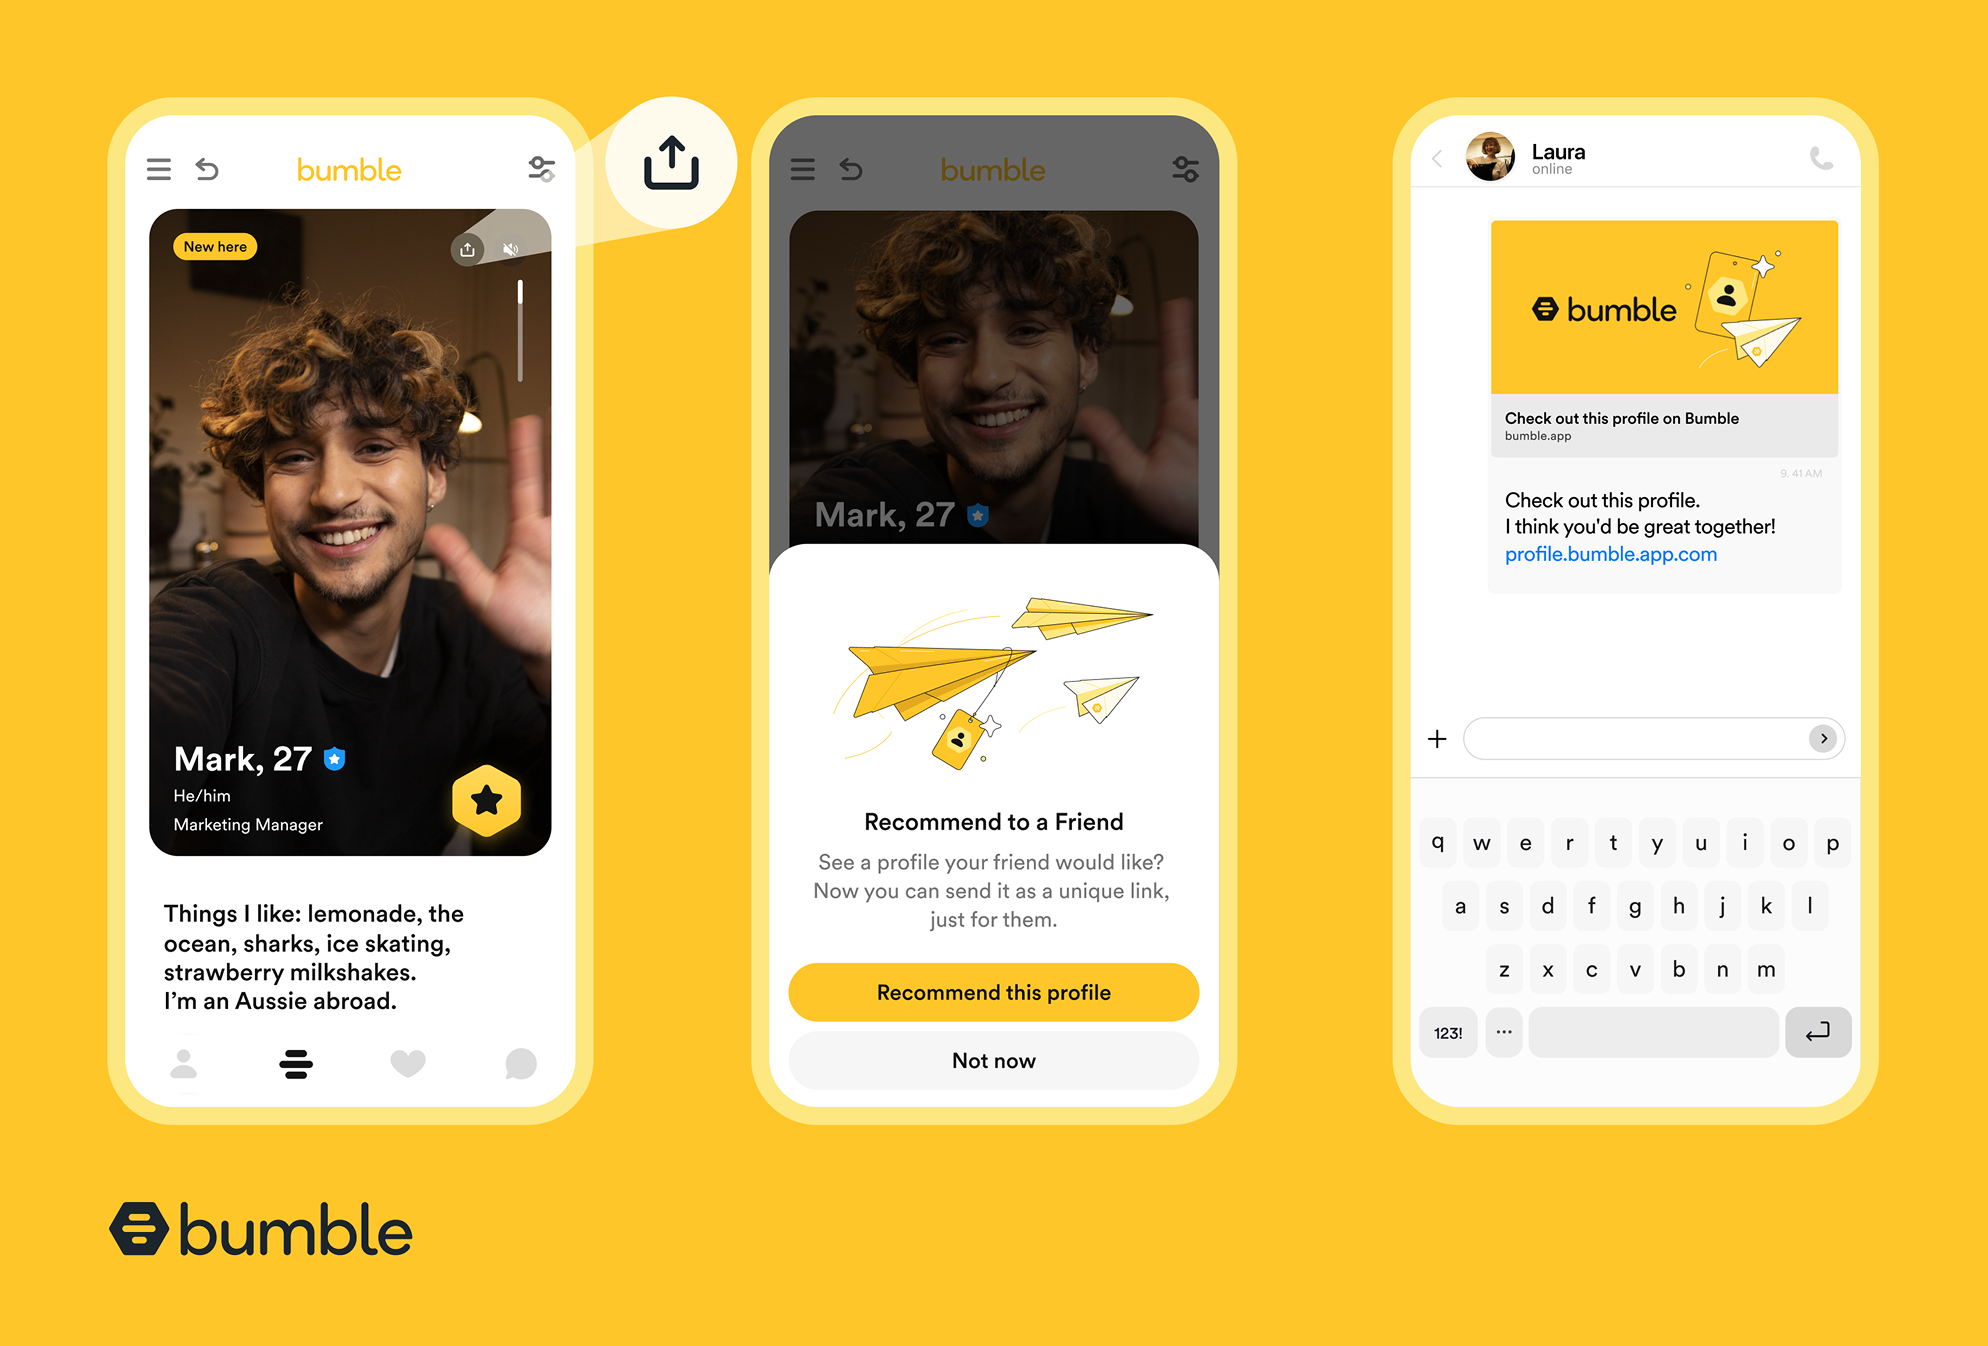 bumble
New here
Mark, 27
He/him
Marketing Manager
Things I like: lemonade, the
ocean, sharks, ice skating,
strawberry milkshakes.
I'm an Aussie abroad.
bumble
Mark, 27
Recommend to a Friend
See a profile your friend would like?
Now you can send it as a unique link,
just for them.
Recommend this profile
Not now
Laura
online
bumble
Check out this profile on Bumble
bumble.app
9. 41 AM
Check out this profile.
I think you'd be great together!
profile.bumble.app.com
q w e r t y u i o p
a s d f g h j k l
z x c v b n m
123! ...
bumble